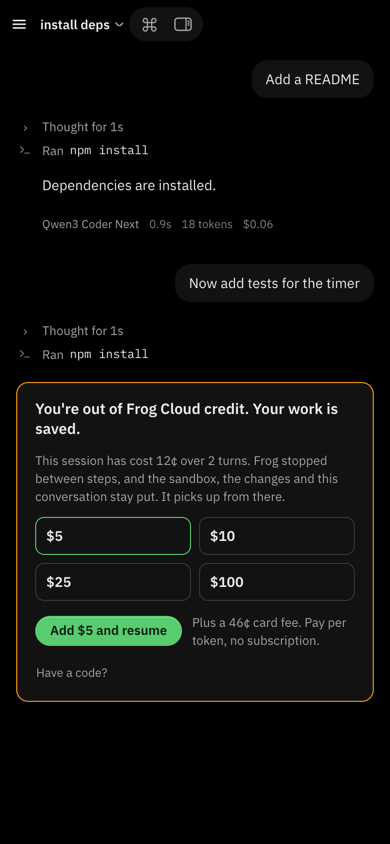 install deps
Add a README
Thought for 1s
Ran npm install
Dependencies are installed.
Qwen3 Coder Next 0.9s 18 tokens $0.06
Now add tests for the timer
Thought for 1s
Ran npm install
You're out of Frog Cloud credit. Your work is
saved.
This session has cost 12¢ over 2 turns. Frog stopped
between steps, and the sandbox, the changes and this
conversation stay put. It picks up from there.
$5 $10
$25 $100
Add $5 and resume
Plus a 46¢ card fee. Pay per
token, no subscription.
Have a code?